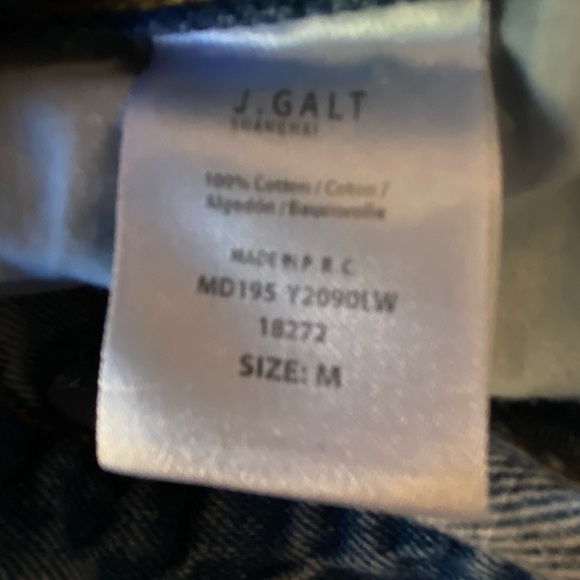 J.GALT
SHANGHAI
100% Cotton / Coton /
Algodón / Baumwolle
MADE IN P. R. C.
MD195 Y2090LW
18272
SIZE: M